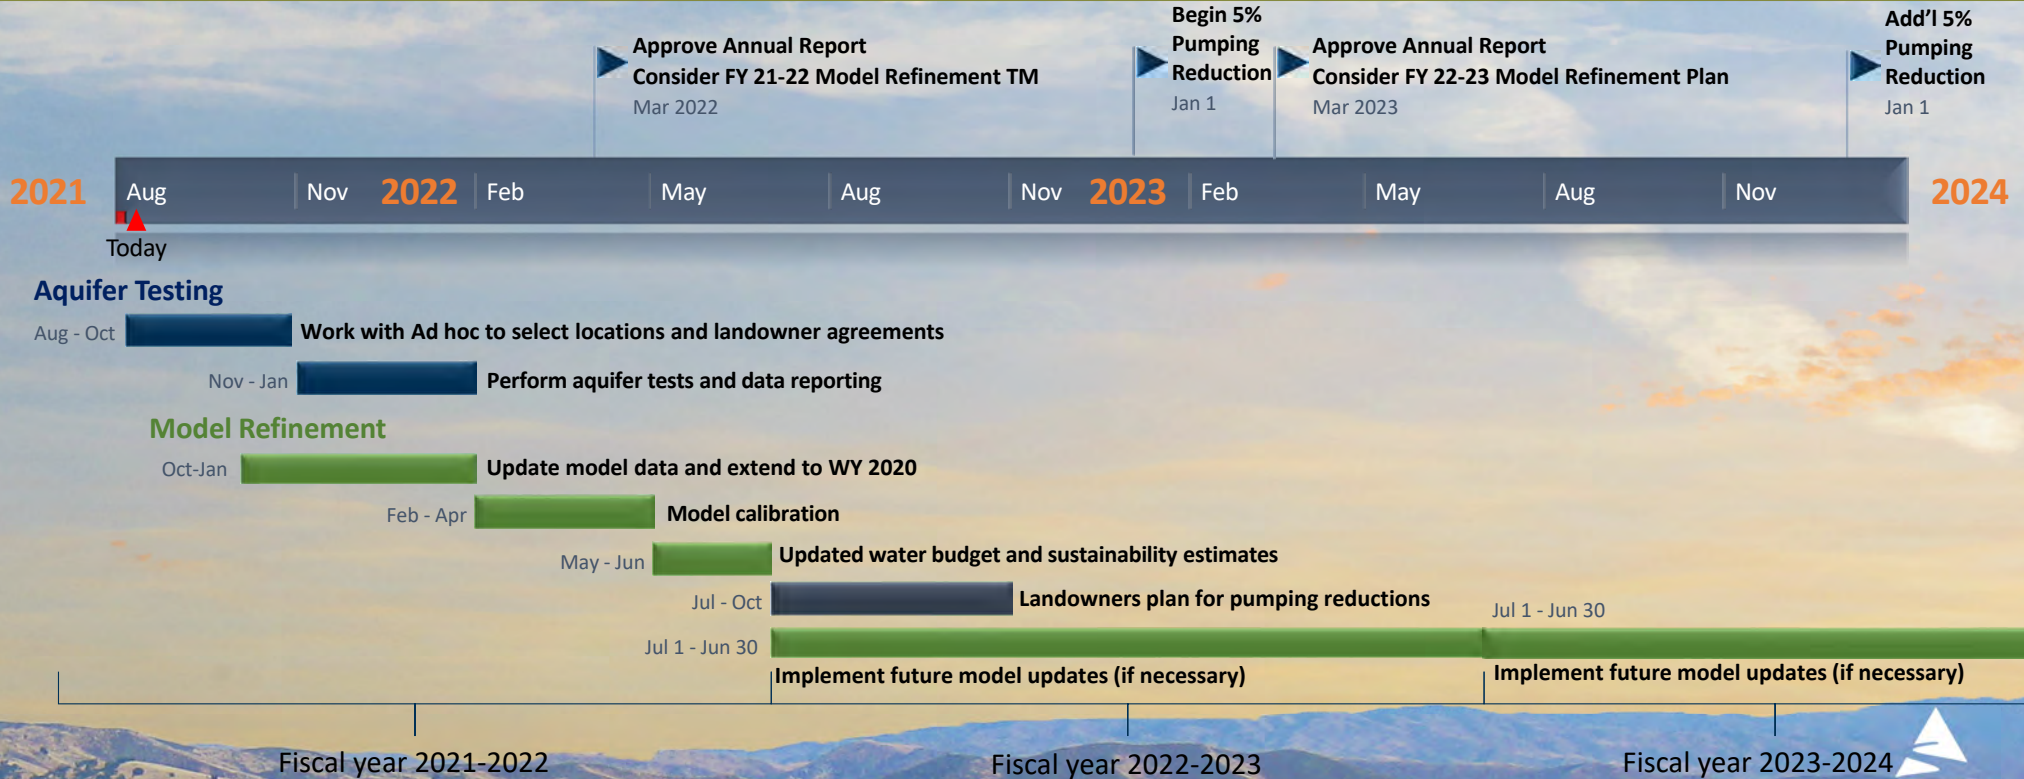 Approve Annual Report
Consider FY 21-22 Model Refinement TM
Mar 2022
Begin 5%
Pumping
Reduction
Jan 1
Approve Annual Report
Consider FY 22-23 Model Refinement Plan
Mar 2023
Add'l 5%
Pumping
Reduction
Jan 1
2021 Aug Nov 2022 Feb May Aug Nov 2023 Feb May Aug Nov 2024
Today
Aquifer Testing
Aug - Oct Work with Ad hoc to select locations and landowner agreements
Nov - Jan Perform aquifer tests and data reporting
Model Refinement
Oct-Jan Update model data and extend to WY 2020
Feb - Apr Model calibration
May - Jun Updated water budget and sustainability estimates
Jul - Oct Landowners plan for pumping reductions
Jul 1 - Jun 30
Jul 1 - Jun 30
Implement future model updates (if necessary)
Implement future model updates (if necessary)
Fiscal year 2021-2022
Fiscal year 2022-2023
Fiscal year 2023-2024